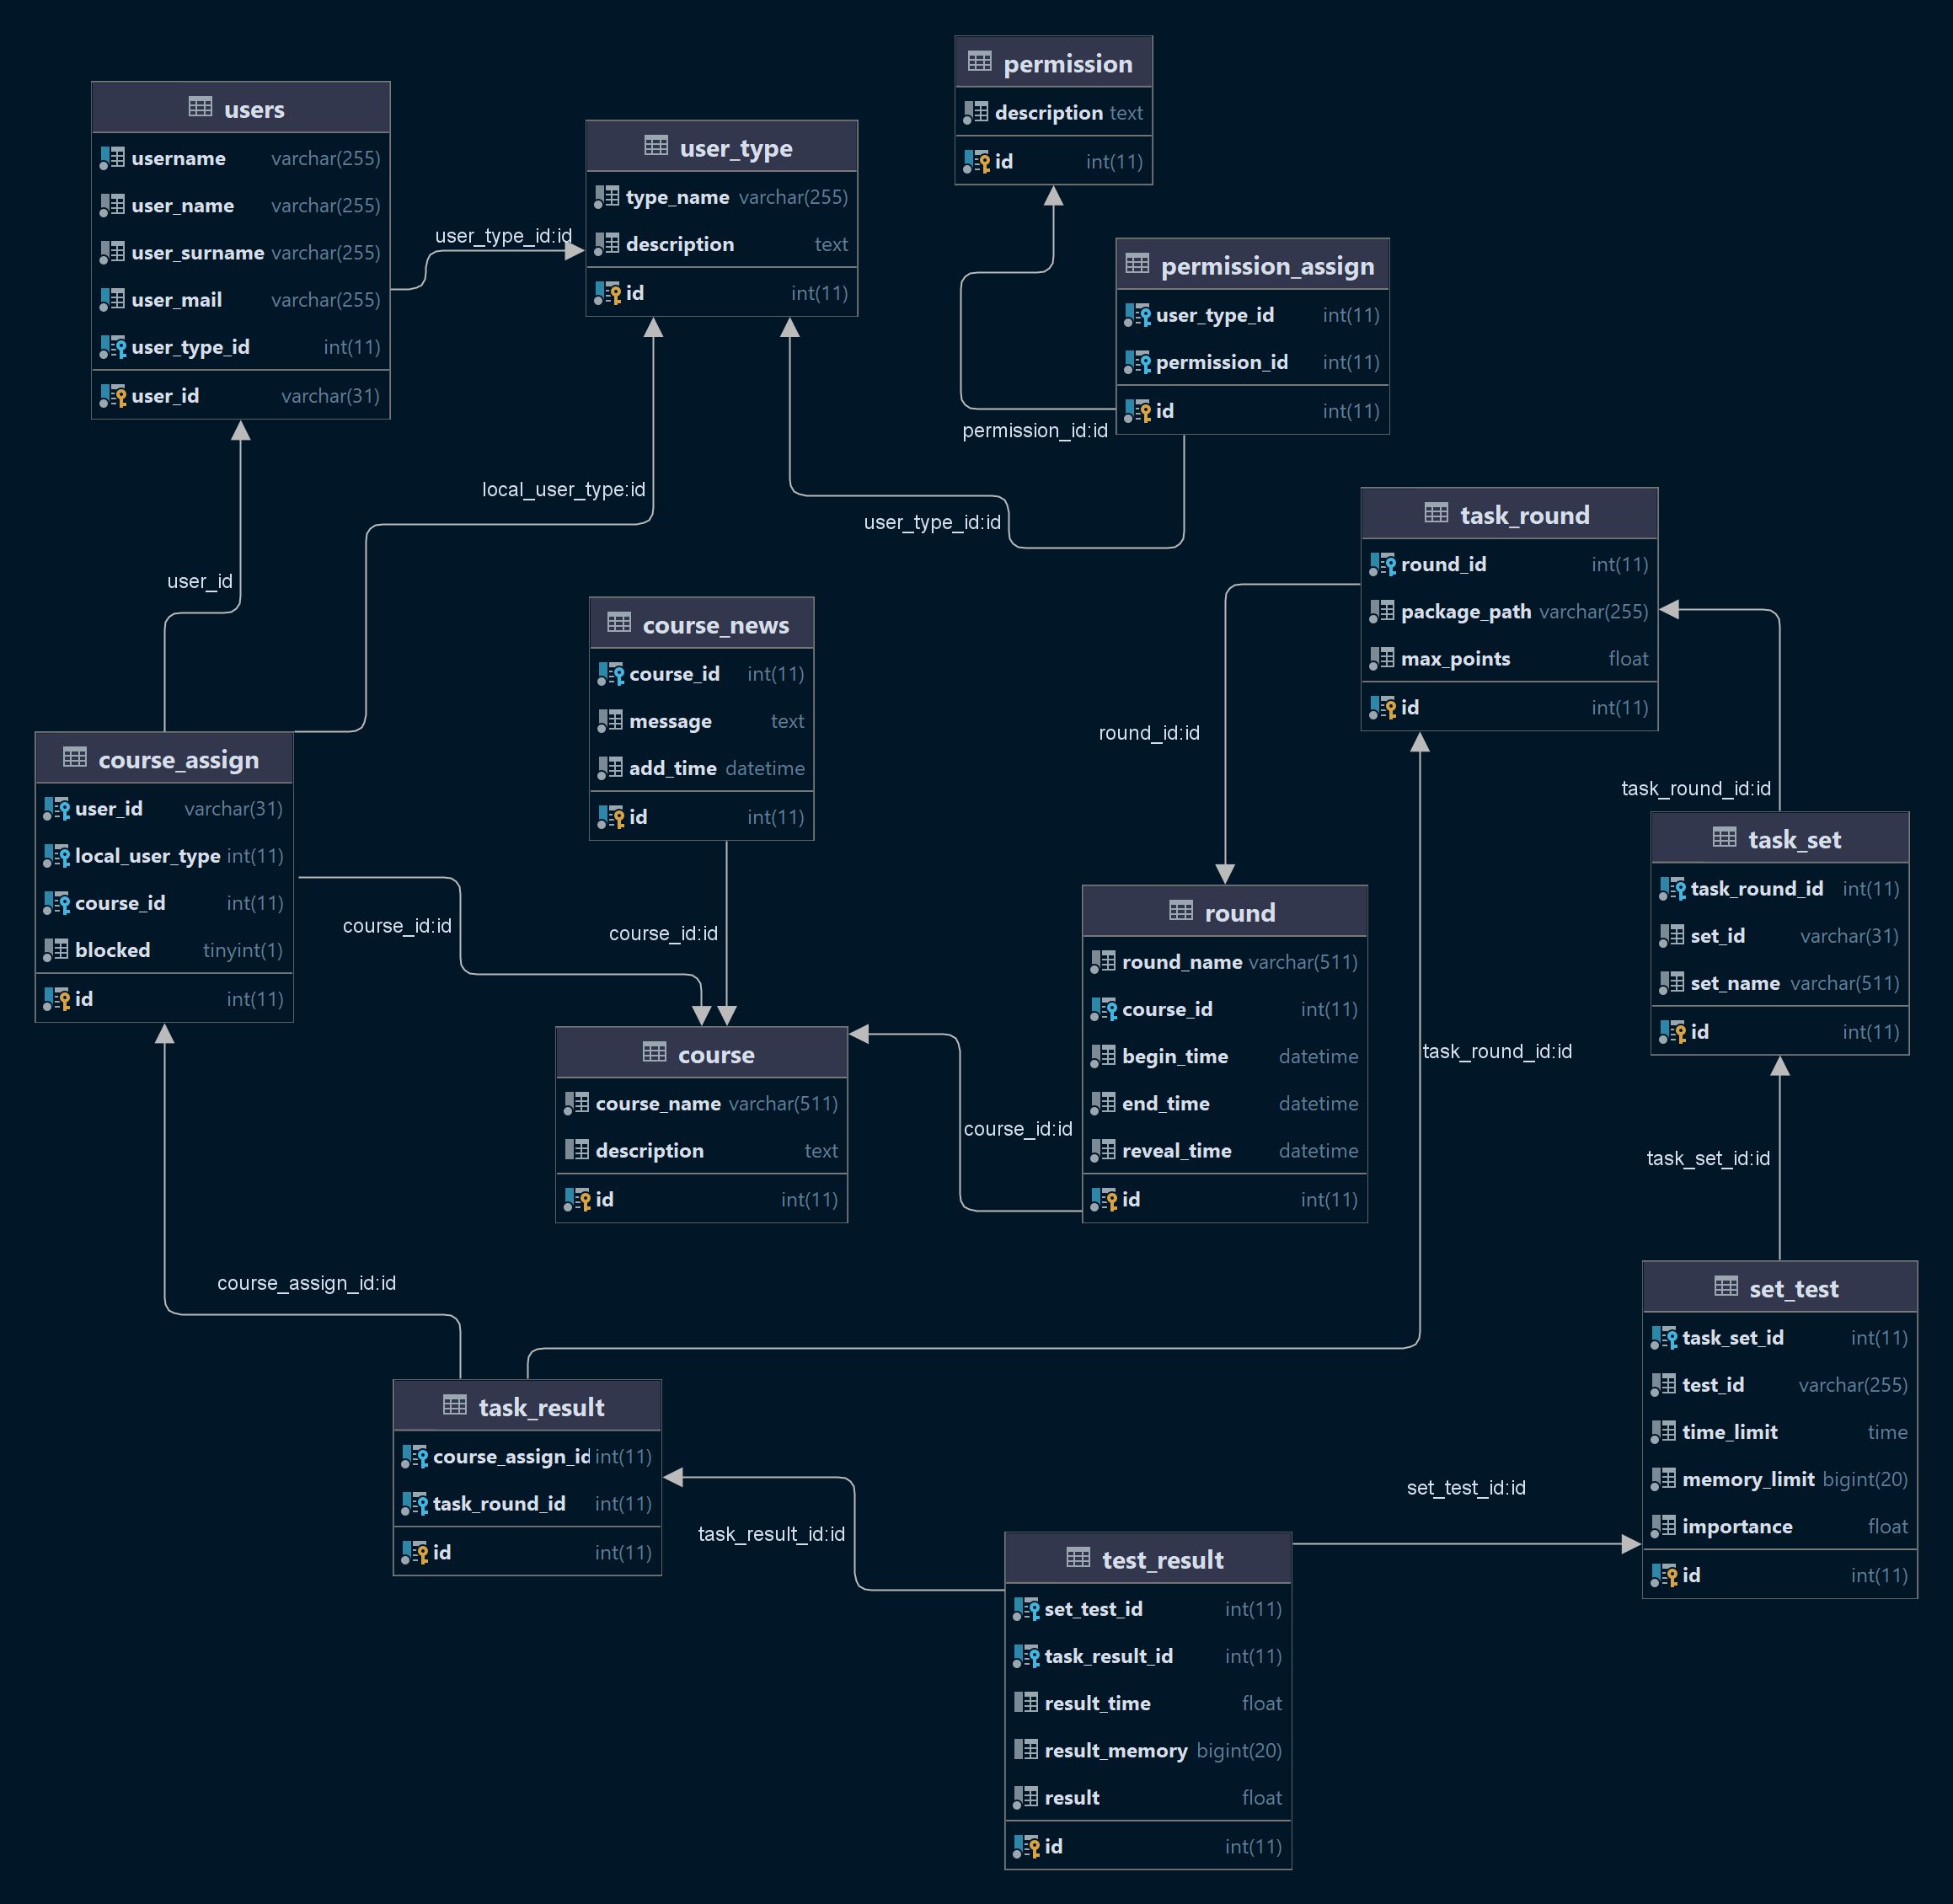 permission
description text
id int(11)
users
username varchar(255)
user_name varchar(255)
user_surname varchar(255)
user_mail varchar(255)
user_type_id int(11)
user_id varchar(31)
user_type_id:id
user_type
type_name varchar(255)
description text
id int(11)
permission_assign
user_type_id int(11)
permission_id int(11)
id int(11)
permission_id:id
local_user_type:id
user_type_id:id
user_id
task_round
round_id int(11)
package_path varchar(255)
max_points float
id int(11)
course_news
course_id int(11)
message text
add_time datetime
id int(11)
round_id:id
task_round_id:id
course_assign
user_id varchar(31)
local_user_type int(11)
course_id int(11)
blocked tinyint(1)
id int(11)
course_id:id
course_id:id
task_set
task_round_id int(11)
set_id varchar(31)
set_name varchar(511)
id int(11)
round
round_name varchar(511)
course_id int(11)
begin_time datetime
end_time datetime
reveal_time datetime
id int(11)
task_round_id:id
course
course_name varchar(511)
description text
id int(11)
course_id:id
task_set_id:id
course_assign_id:id
set_test
task_set_id int(11)
test_id varchar(255)
time_limit time
memory_limit bigint(20)
importance float
id int(11)
task_result
course_assign_id int(11)
task_round_id int(11)
id int(11)
task_result_id:id
set_test_id:id
test_result
set_test_id int(11)
task_result_id int(11)
result_time float
result_memory bigint(20)
result float
id int(11)